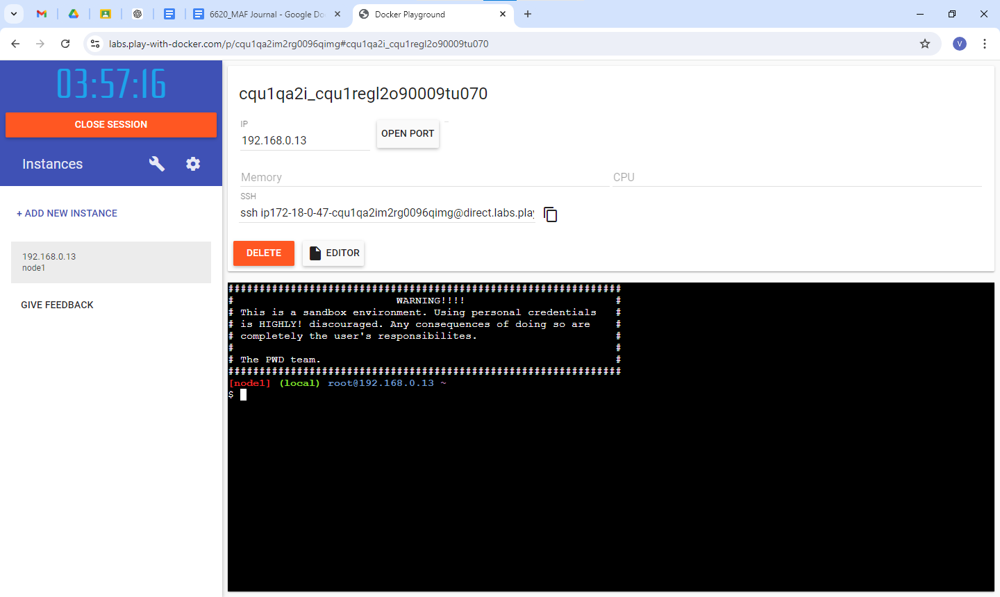 6620_MAF Journal - Google Do
Docker Playground
labs.play-with-docker.com/p/cqu1qa2im2rg0096qimg#cqu1qa2i_cqu1regl2o90009tu070
V
03:57:16
CLOSE SESSION
Instances
+ ADD NEW INSTANCE
192.168.0.13
node1
GIVE FEEDBACK
cqu1qa2i_cqu1regl2o90009tu070
IP
192.168.0.13
OPEN PORT
Memory
CPU
SSH
ssh ip172-18-0-47-cqu1qa2im2rg0096qimg@direct.labs.play
DELETE
EDITOR
###############################################################
#                          WARNING!!!!                        #
# This is a sandbox environment. Using personal credentials   #
# is HIGHLY! discouraged. Any consequences of doing so are    #
# completely the user's responsibilites.                      #
#                                                             #
# The PWD team.                                               #
###############################################################
[node1] (local) root@192.168.0.13 ~
$